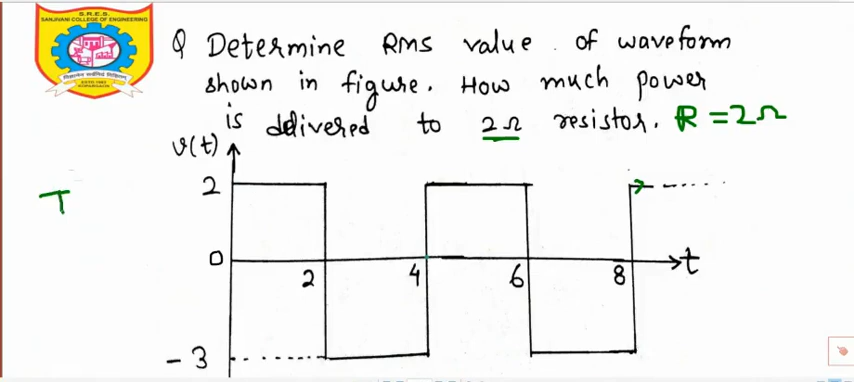 S.R.E.S.
SANJIVANI COLLEGE OF ENGINEERING
Q Determine RMS value of waveform
shown in figure. How much power
is delivered to 2Ω resistor. R = 2Ω
v(t)
T
2
0
2
4
6
8
t
-3